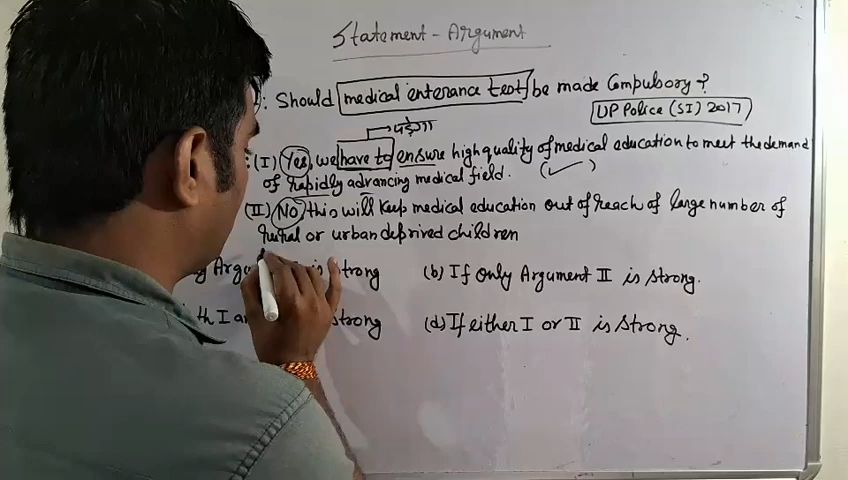 Statement - Argument
: Should medical enterance test be made Compulsory ?
UP Police (SI) 2017
पड़ेगा
: (I) Yes, we have to ensure high quality of medical education to meet the demand
of rapidly advancing medical field. (✓)
(II) No, this will keep medical education out of reach of large number of
rural or urban deprived children
is strong (b) If only Argument II is strong.
I strong (d) If either I or II is strong.